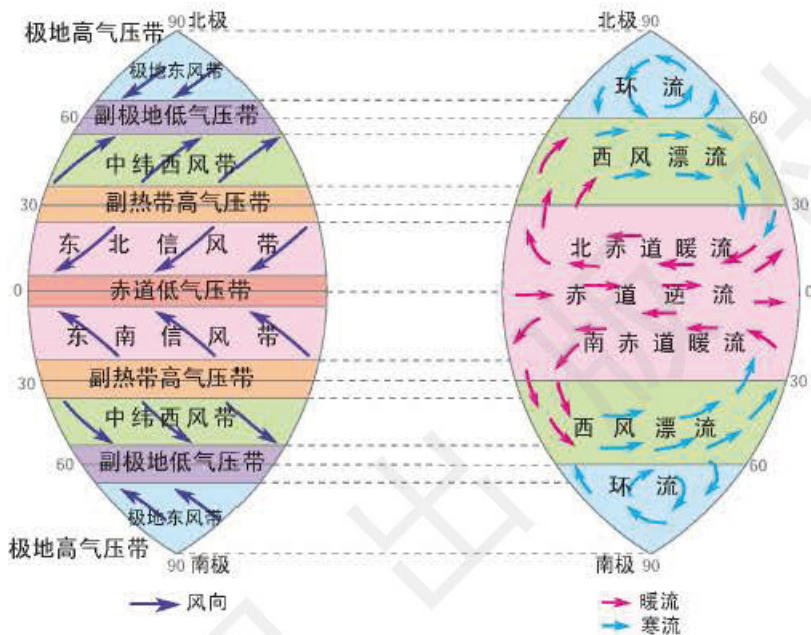 90 北极
极地高气压带
极地东风带
60 副极地低气压带
中纬西风带
30 副热带高气压带
东北信风带
0 赤道低气压带
东南信风带
30 副热带高气压带
中纬西风带
60 副极地低气压带
极地东风带
极地高气压带
90 南极
风向
北极 90
环流
60
西风漂流
30
北赤道暖流
赤道逆流 0
南赤道暖流
30
西风漂流
60
环流
南极 90
暖流
寒流